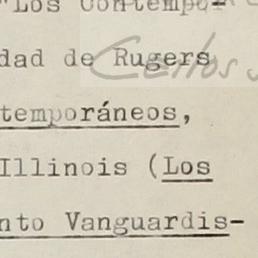 "Los Contempo-
dad de Rugers
temporáneos,
Illinois (Los
nto Vanguardis-